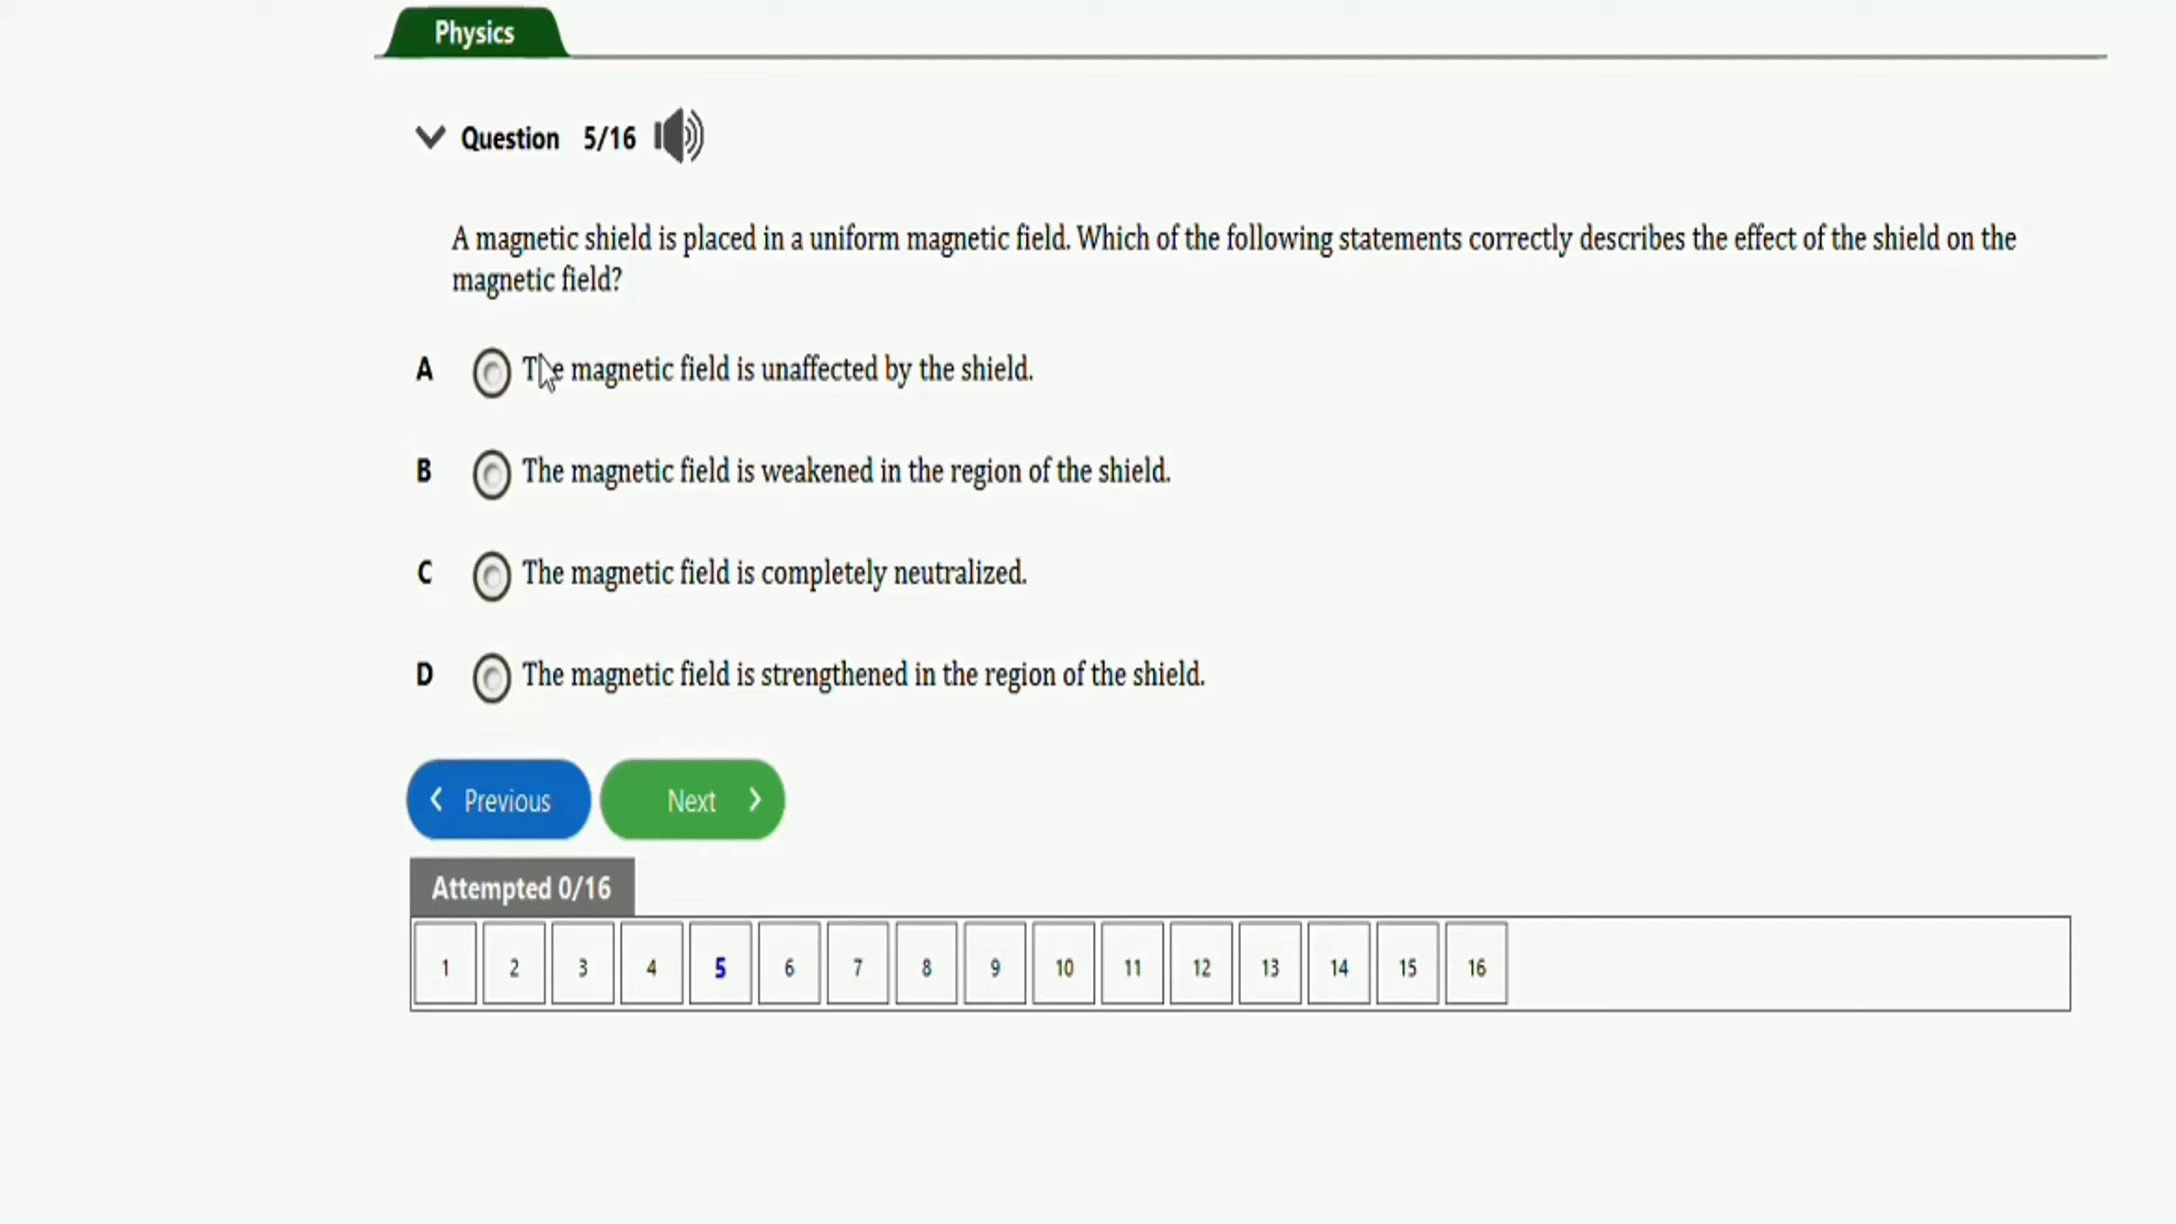 Physics
Question 5/16
A magnetic shield is placed in a uniform magnetic field. Which of the following statements correctly describes the effect of the shield on the
magnetic field?
A The magnetic field is unaffected by the shield.
B The magnetic field is weakened in the region of the shield.
C The magnetic field is completely neutralized.
D The magnetic field is strengthened in the region of the shield.
Previous Next
Attempted 0/16
1 2 3 4 5 6 7 8 9 10 11 12 13 14 15 16